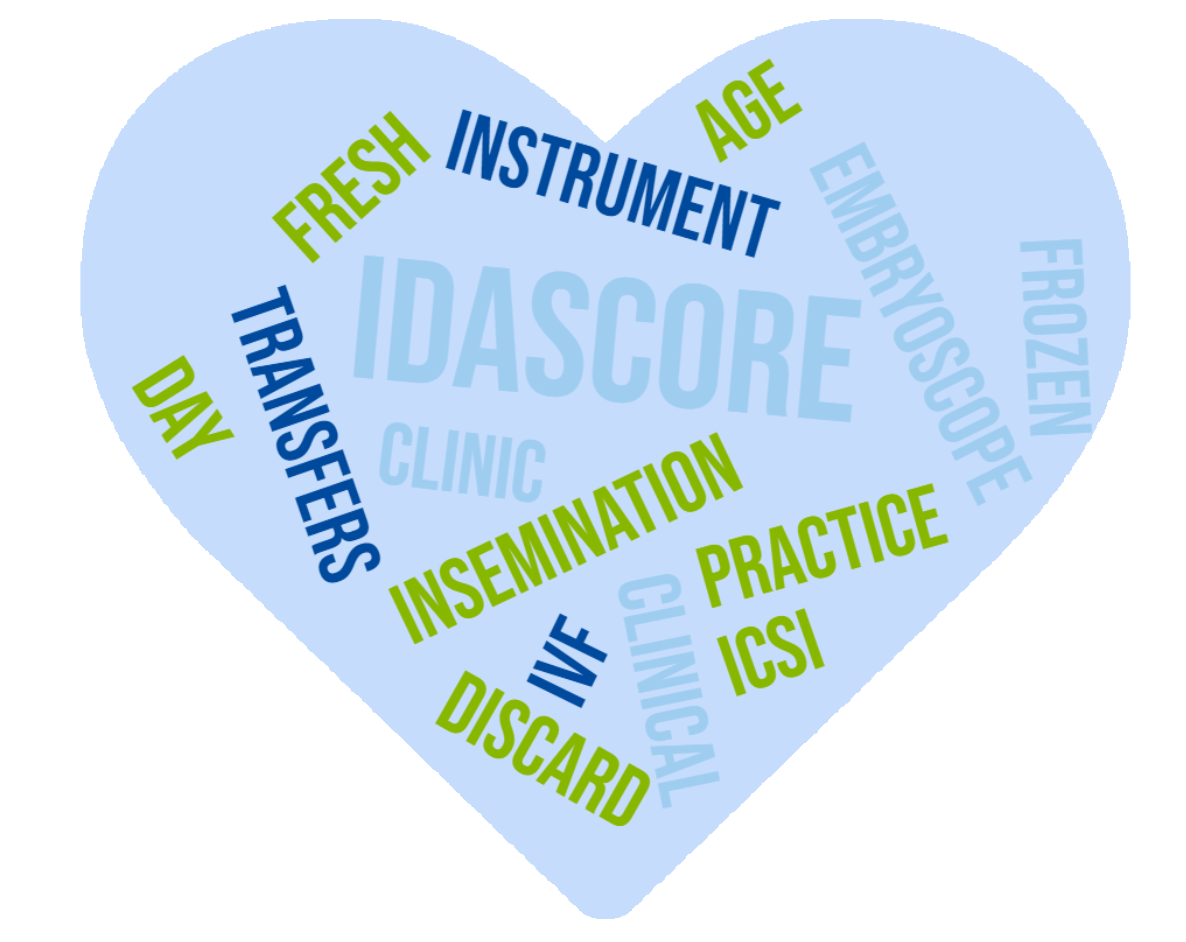 AGE
FRESH
INSTRUMENT
EMBRYOSCOPE
FROZEN
IDASCORE
TRANSFERS
DAY
CLINIC
INSEMINATION
PRACTICE
CLINICAL
ICSI
IVF
DISCARD